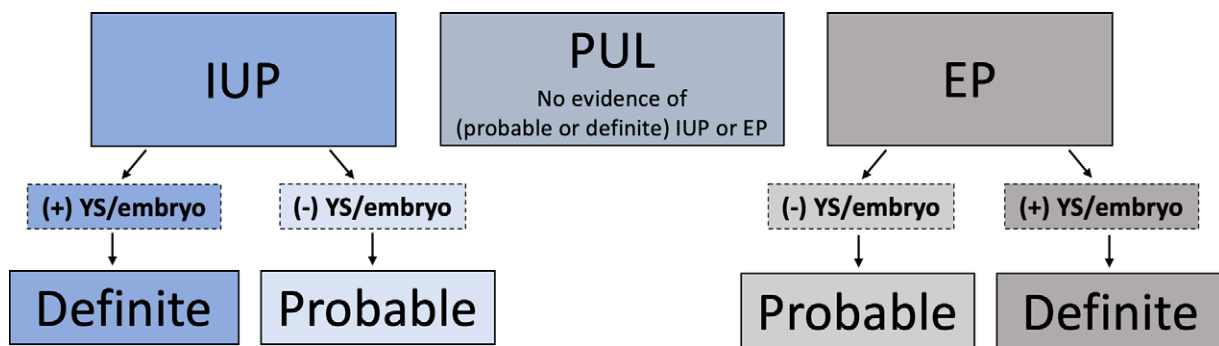 IUP
PUL
No evidence of
(probable or definite) IUP or EP
EP
(+) YS/embryo
(-) YS/embryo
(-) YS/embryo
(+) YS/embryo
Definite
Probable
Probable
Definite